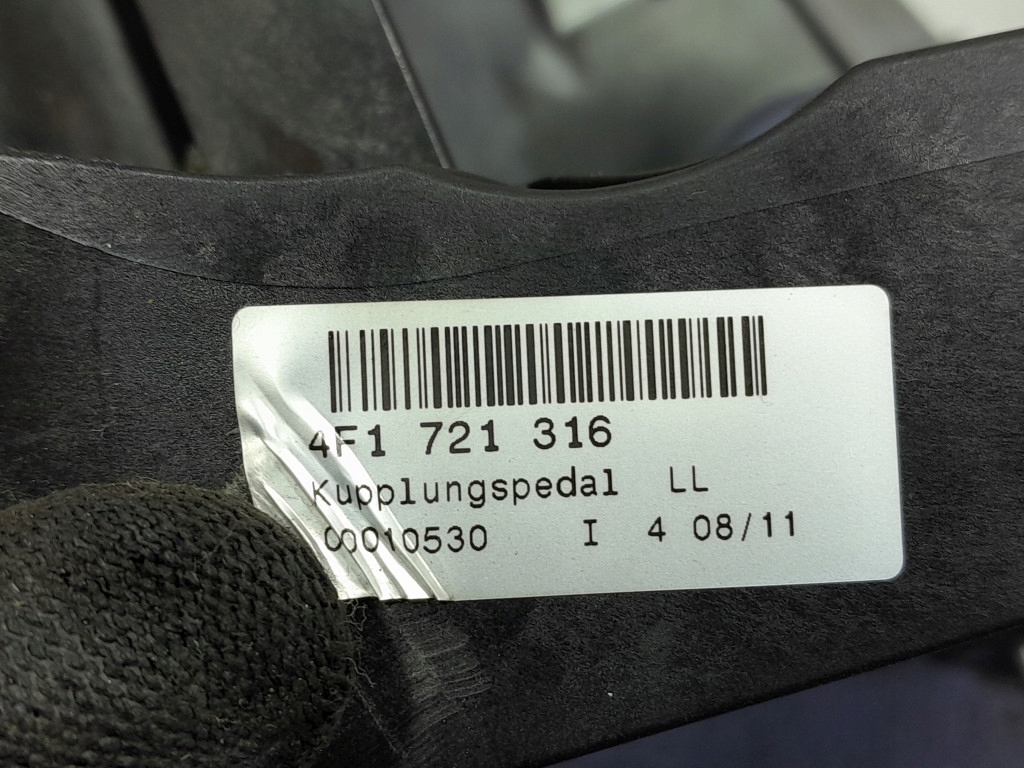 4F1 721 316
Kupplungspedal LL
00010530 I 4 08/11